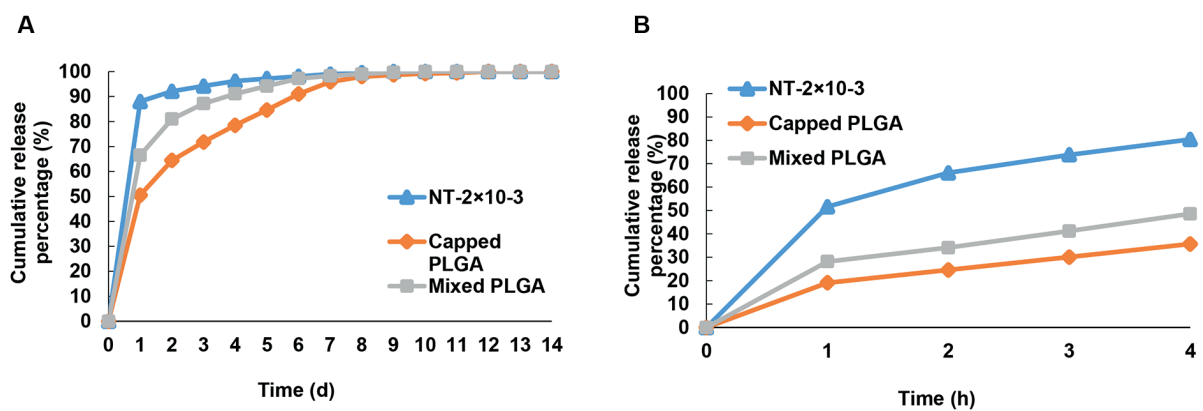 A
Cumulative release
percentage (%)
100
90
80
70
60
50
40
30
20
10
0
0 1 2 3 4 5 6 7 8 9 10 11 12 13 14
Time (d)
NT-2×10-3
Capped
PLGA
Mixed PLGA
B
Cumulative release
percentage (%)
100
90
80
70
60
50
40
30
20
10
0
0 1 2 3 4
Time (h)
NT-2×10-3
Capped PLGA
Mixed PLGA